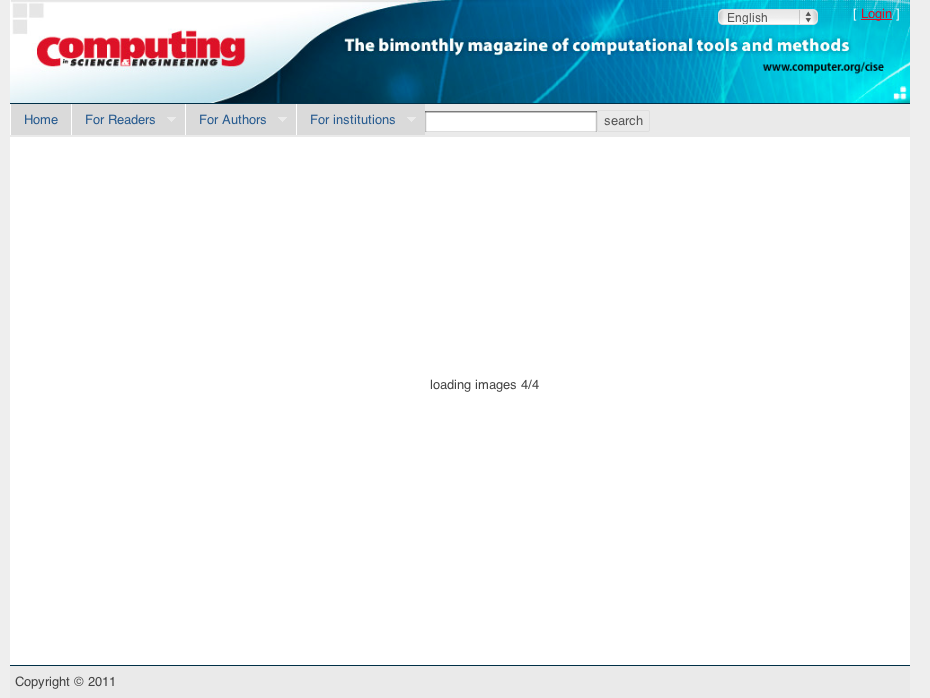 English
[ Login ]
computing
in SCIENCE & ENGINEERING
The bimonthly magazine of computational tools and methods
www.computer.org/cise
Home For Readers For Authors For institutions search
loading images 4/4
Copyright © 2011